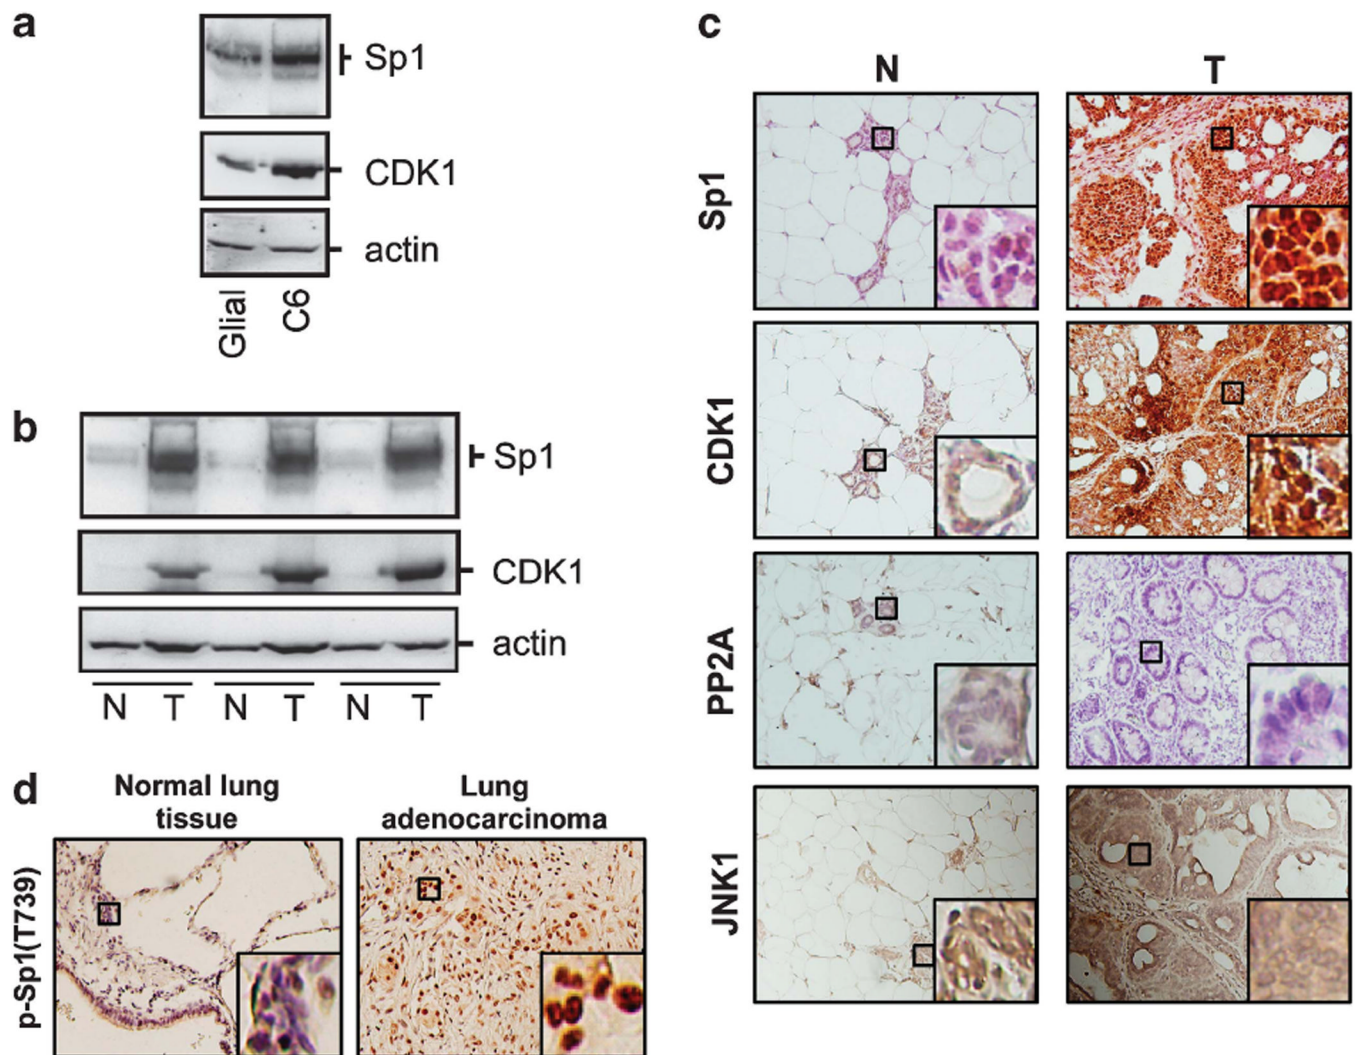 a
Sp1
CDK1
actin
Glial
C6
b
Sp1
CDK1
actin
N T N T N T
c
N T
Sp1
CDK1
PP2A
JNK1
d
Normal lung
tissue
Lung
adenocarcinoma
p-Sp1(T739)